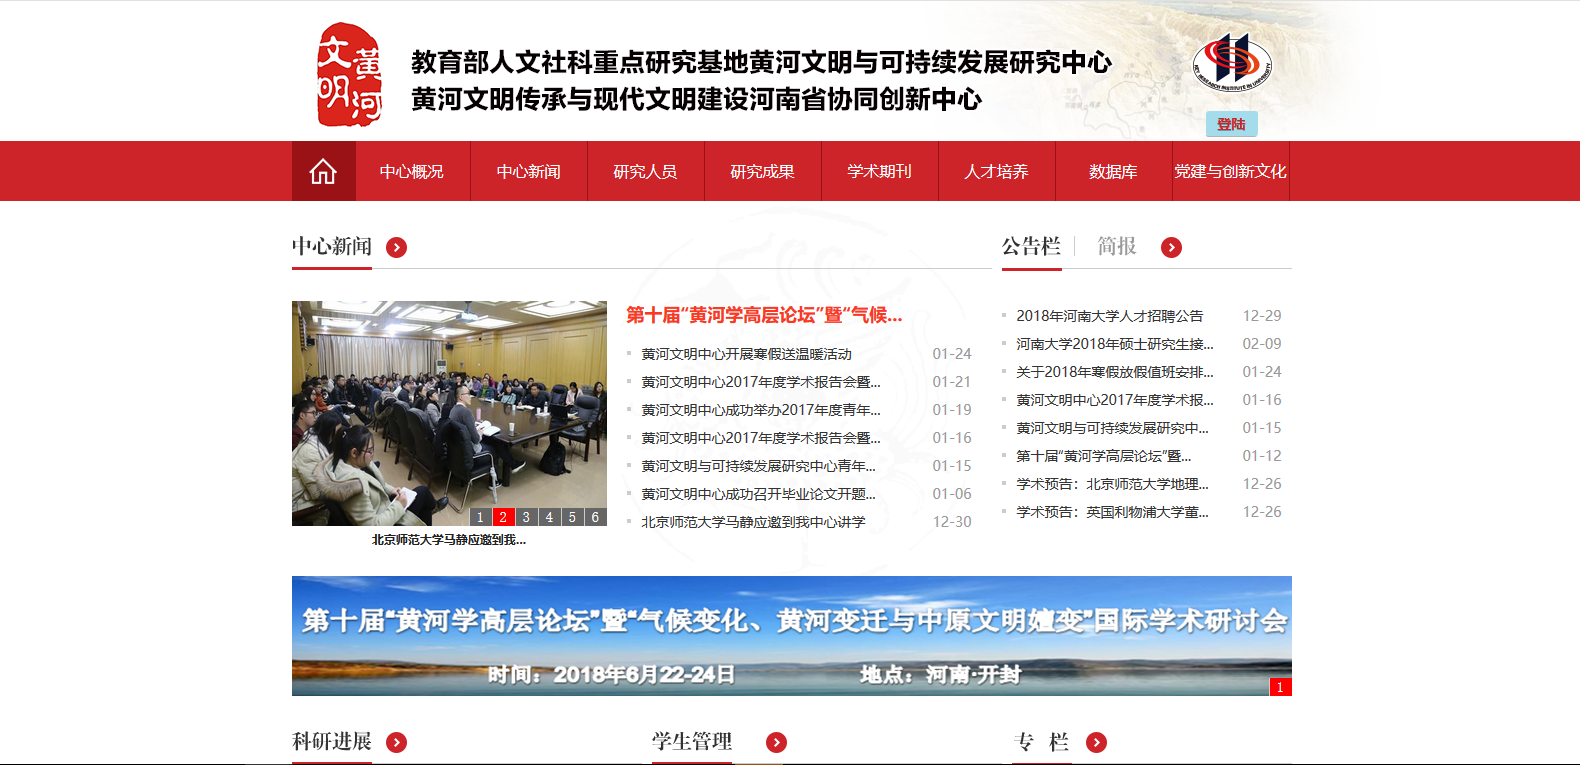 黄河
文明
教育部人文社科重点研究基地黄河文明与可持续发展研究中心
黄河文明传承与现代文明建设河南省协同创新中心
KEY RESEARCH INSTITUTE IN UNIVERSITY
登陆
中心概况 中心新闻 研究人员 研究成果 学术期刊 人才培养 数据库 党建与创新文化
中心新闻
公告栏 简报
第十届“黄河学高层论坛”暨“气候...
黄河文明中心开展寒假送温暖活动 01-24
黄河文明中心2017年度学术报告会暨... 01-21
黄河文明中心成功举办2017年度青年... 01-19
黄河文明中心2017年度学术报告会暨... 01-16
黄河文明与可持续发展研究中心青年... 01-15
黄河文明中心成功召开毕业论文开题... 01-06
北京师范大学马静应邀到我中心讲学 12-30
2018年河南大学人才招聘公告 12-29
河南大学2018年硕士研究生接... 02-09
关于2018年寒假放假值班安排... 01-24
黄河文明中心2017年度学术报... 01-16
黄河文明与可持续发展研究中... 01-15
第十届“黄河学高层论坛”暨... 01-12
学术预告：北京师范大学地理... 12-26
学术预告：英国利物浦大学董... 12-26
1 2 3 4 5 6
北京师范大学马静应邀到我...
第十届“黄河学高层论坛”暨“气候变化、黄河变迁与中原文明嬗变”国际学术研讨会
时间：2018年6月22-24日 地点：河南·开封
1
科研进展 学生管理 专 栏